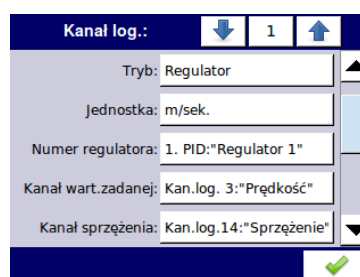 Kanał log.: 1
Tryb: Regulator
Jednostka: m/sek.
Numer regulatora: 1. PID:"Regulator 1"
Kanał wart.zadanej: Kan.log. 3:"Prędkość"
Kanał sprzężenia: Kan.log.14:"Sprzężenie"